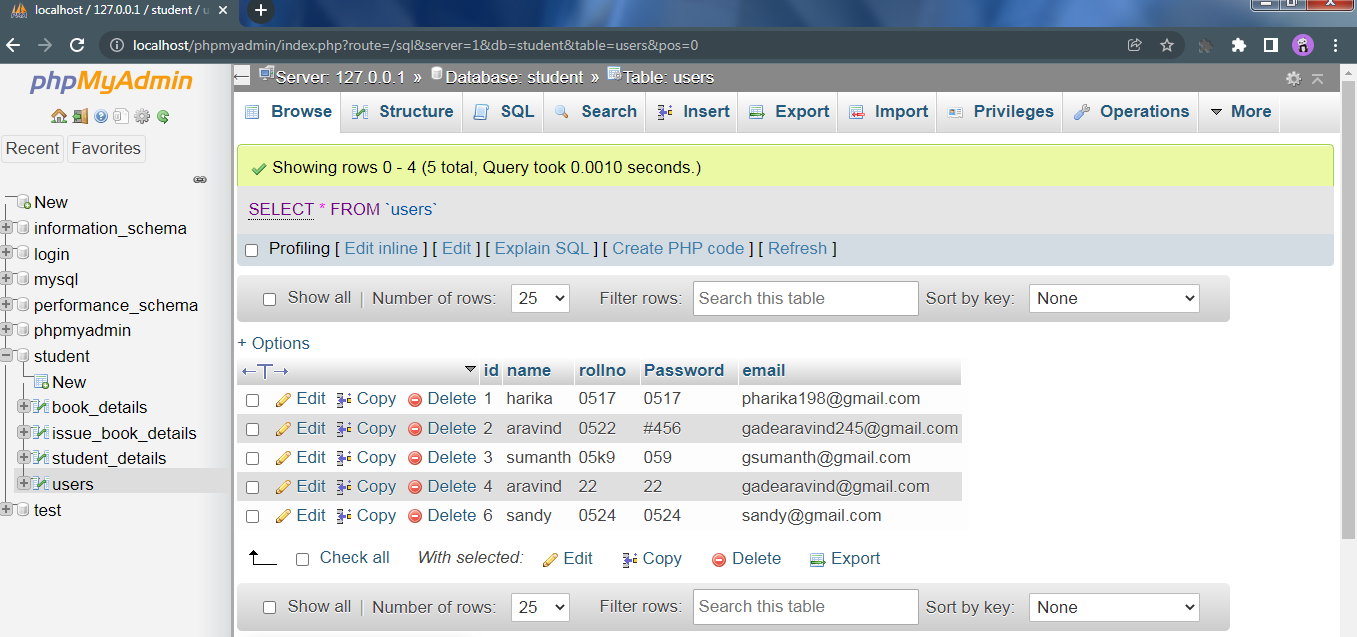 localhost / 127.0.0.1 / student / u
localhost/phpmyadmin/index.php?route=/sql&server=1&db=student&table=users&pos=0
phpMyAdmin
Recent Favorites
New
information_schema
login
mysql
performance_schema
phpmyadmin
student
New
book_details
issue_book_details
student_details
users
test
Server: 127.0.0.1 » Database: student » Table: users
Browse Structure SQL Search Insert Export Import Privileges Operations More
Showing rows 0 - 4 (5 total, Query took 0.0010 seconds.)
SELECT * FROM `users`
Profiling [ Edit inline ] [ Edit ] [ Explain SQL ] [ Create PHP code ] [ Refresh ]
Show all | Number of rows: 25 Filter rows: Search this table Sort by key: None
+ Options
←T→ id name rollno Password email
Edit Copy Delete 1 harika 0517 0517 pharika198@gmail.com
Edit Copy Delete 2 aravind 0522 #456 gadearavind245@gmail.com
Edit Copy Delete 3 sumanth 05k9 059 gsumanth@gmail.com
Edit Copy Delete 4 aravind 22 22 gadearavind@gmail.com
Edit Copy Delete 6 sandy 0524 0524 sandy@gmail.com
Check all With selected: Edit Copy Delete Export
Show all | Number of rows: 25 Filter rows: Search this table Sort by key: None